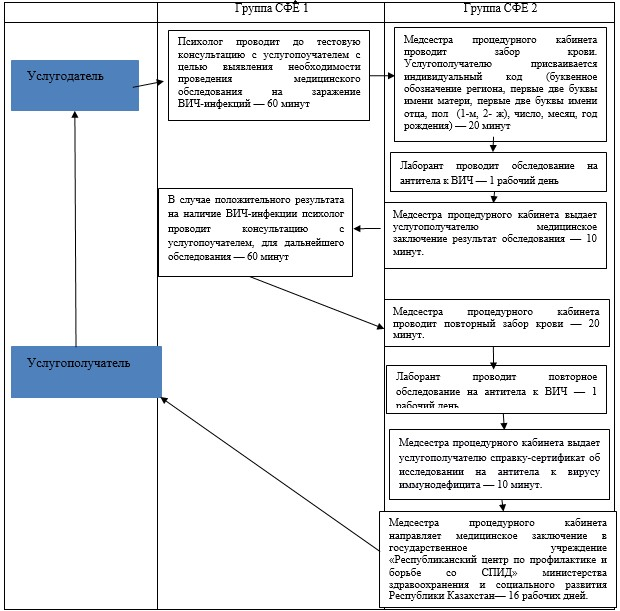 Группа СФЕ 1
Группа СФЕ 2
Услугодатель
Психолог проводит до тестовую
консультацию с услугопоучателем с
целью выявления необходимости
проведения медицинского
обследования на заражение
ВИЧ-инфекций — 60 минут
Медсестра процедурного кабинета
проводит забор крови.
Услугополучателю присваивается
индивидуальный код (буквенное
обозначение региона, первые две буквы
имени матери, первые две буквы имени
отца, пол (1-м, 2- ж), число, месяц, год
рождения) — 20 минут
Лаборант проводит обследование на
антитела к ВИЧ — 1 рабочий день
В случае положительного результата
на наличие ВИЧ-инфекции психолог
проводит консультацию с
услугопоучателем, для дальнейшего
обследования — 60 минут
Медсестра процедурного кабинета выдает
услугополучателю медицинское
заключение результат обследования — 10
минут.
Медсестра процедурного кабинета
проводит повторный забор крови — 20
минут.
Услугополучатель
Лаборант проводит повторное
обследование на антитела к ВИЧ — 1
рабочий день
Медсестра процедурного кабинета выдает
услугополучателю справку-сертификат об
исследовании на антитела к вирусу
иммунодефицита — 10 минут.
Медсестра процедурного кабинета
направляет медицинское заключение в
государственное учреждение
«Республиканский центр по профилактике и
борьбе со СПИД» министерства
здравоохранения и социального развития
Республики Казахстан— 16 рабочих дней.